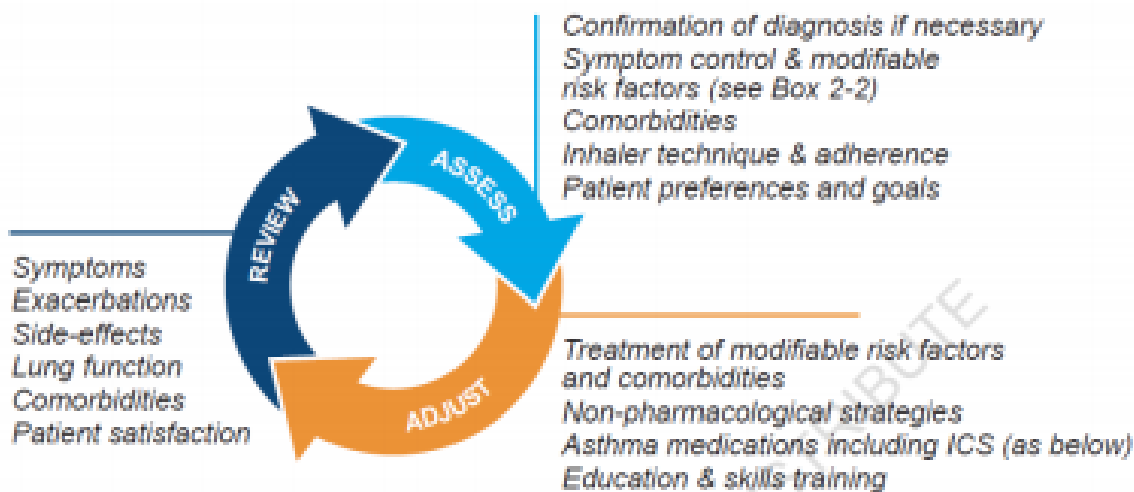 Confirmation of diagnosis if necessary
Symptom control & modifiable
risk factors (see Box 2-2)
Comorbidities
Inhaler technique & adherence
Patient preferences and goals
ASSESS
REVIEW
ADJUST
Symptoms
Exacerbations
Side-effects
Lung function
Comorbidities
Patient satisfaction
Treatment of modifiable risk factors
and comorbidities
Non-pharmacological strategies
Asthma medications including ICS (as below)
Education & skills training